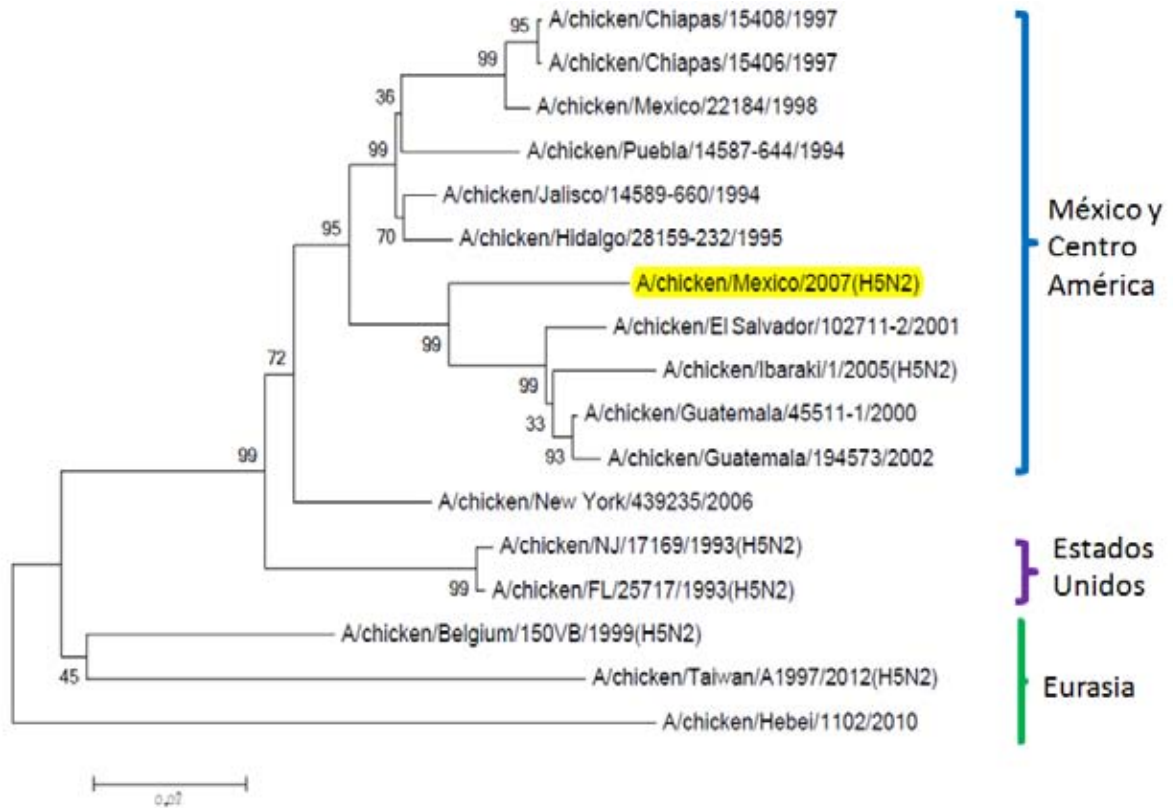 A/chicken/Chiapas/15408/1997
95
A/chicken/Chiapas/15406/1997
99
A/chicken/Mexico/22184/1998
36
A/chicken/Puebla/14587-644/1994
99
A/chicken/Jalisco/14589-660/1994
70
A/chicken/Hidalgo/28159-232/1995
95
A/chicken/Mexico/2007(H5N2)
99
A/chicken/El Salvador/102711-2/2001
72
A/chicken/Ibaraki/1/2005(H5N2)
99
A/chicken/Guatemala/45511-1/2000
33
A/chicken/Guatemala/194573/2002
93
99
A/chicken/New York/439235/2006
A/chicken/NJ/17169/1993(H5N2)
99
A/chicken/FL/25717/1993(H5N2)
A/chicken/Belgium/150VB/1999(H5N2)
45
A/chicken/Taiwan/A1997/2012(H5N2)
A/chicken/Hebei/1102/2010
México y
Centro
América
Estados
Unidos
Eurasia